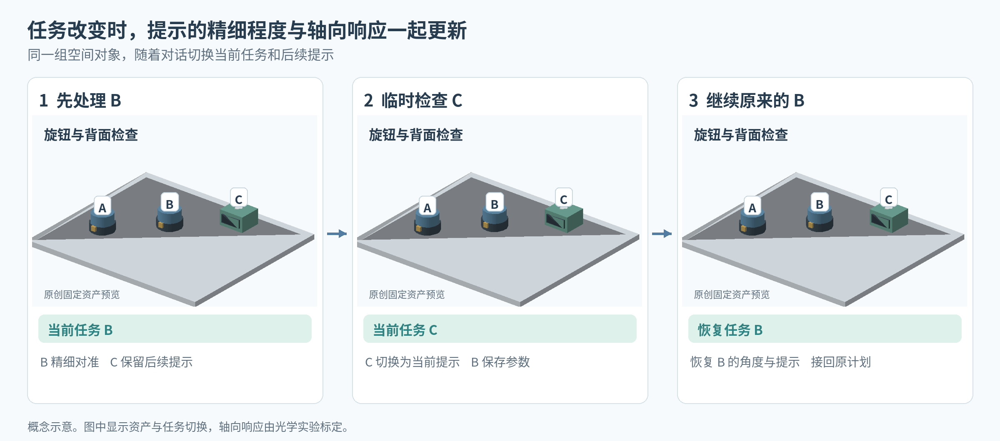 任务改变时，提示的精细程度与轴向响应一起更新
同一组空间对象，随着对话切换当前任务和后续提示
1 先处理 B
旋钮与背面检查
A
B
C
原创固定资产预览
当前任务 B
B 精细对准 C 保留后续提示
2 临时检查 C
旋钮与背面检查
A
B
C
原创固定资产预览
当前任务 C
C 切换为当前提示 B 保存参数
3 继续原来的 B
旋钮与背面检查
A
B
C
原创固定资产预览
恢复任务 B
恢复 B 的角度与提示 接回原计划
概念示意。图中显示资产与任务切换，轴向响应由光学实验标定。